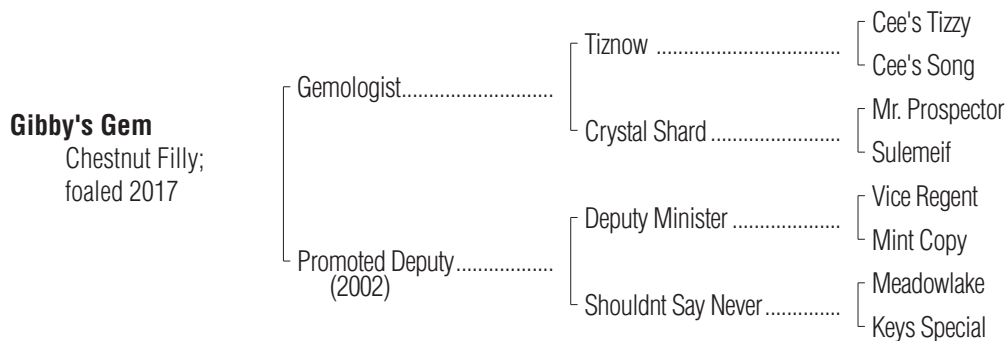 Cee's Tizzy
Tiznow ........................................
Cee's Song
Gemologist.................................
Mr. Prospector
Crystal Shard ............................
Sulemeif
Gibby's Gem
Chestnut Filly;
foaled 2017
Vice Regent
Deputy Minister .......................
Mint Copy
Promoted Deputy.....................
(2002)
Meadowlake
Shouldnt Say Never................
Keys Special